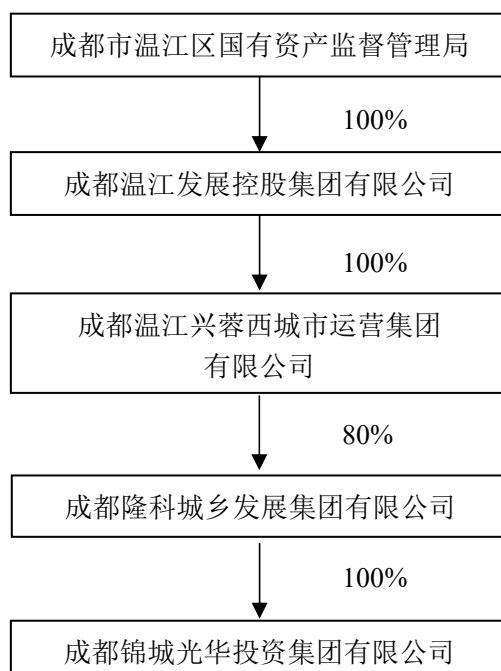 成都市温江区国有资产监督管理局
100%
成都温江发展控股集团有限公司
100%
成都温江兴蓉西城市运营集团
有限公司
80%
成都隆科城乡发展集团有限公司
100%
成都锦城光华投资集团有限公司